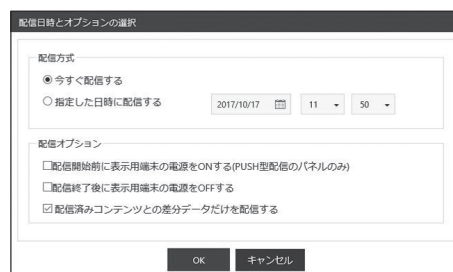 配信日時とオプションの選択
配信方式
今すぐ配信する
指定した日時に配信する 2017/10/17 11 50
配信オプション
配信開始前に表示用端末の電源をONする(PUSH型配信のパネルのみ)
配信終了後に表示用端末の電源をOFFする
配信済みコンテンツとの差分データだけを配信する
OK キャンセル